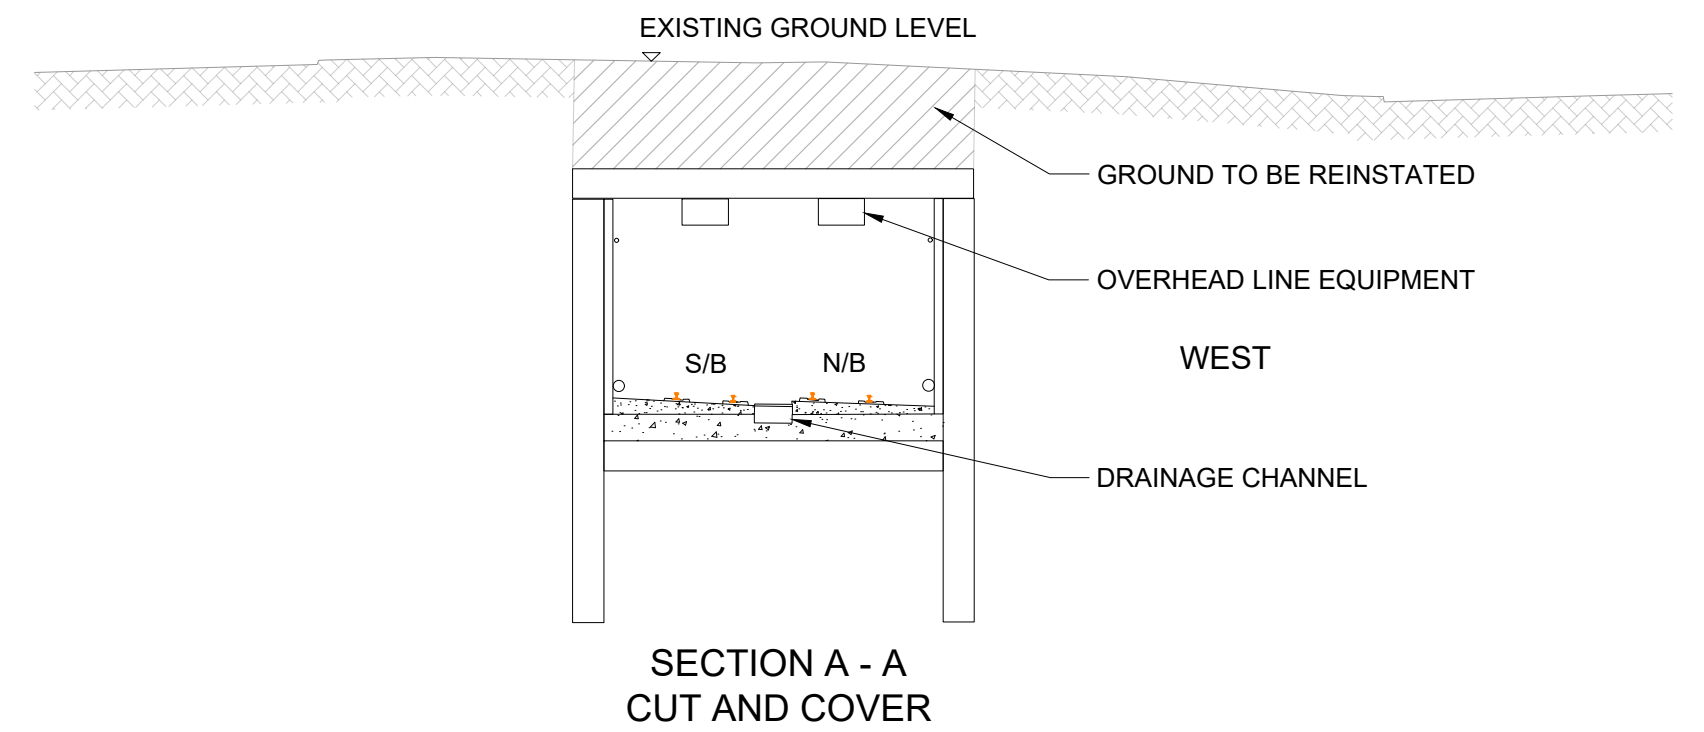 EXISTING GROUND LEVEL
GROUND TO BE REINSTATED
OVERHEAD LINE EQUIPMENT
WEST
S/B
N/B
DRAINAGE CHANNEL
SECTION A - A
CUT AND COVER